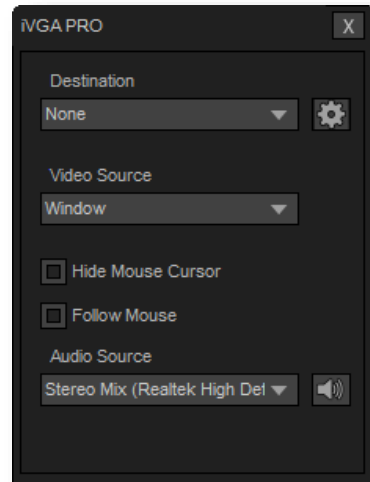 iVGA PRO
X
Destination
None
Video Source
Window
Hide Mouse Cursor
Follow Mouse
Audio Source
Stereo Mix (Realtek High Def